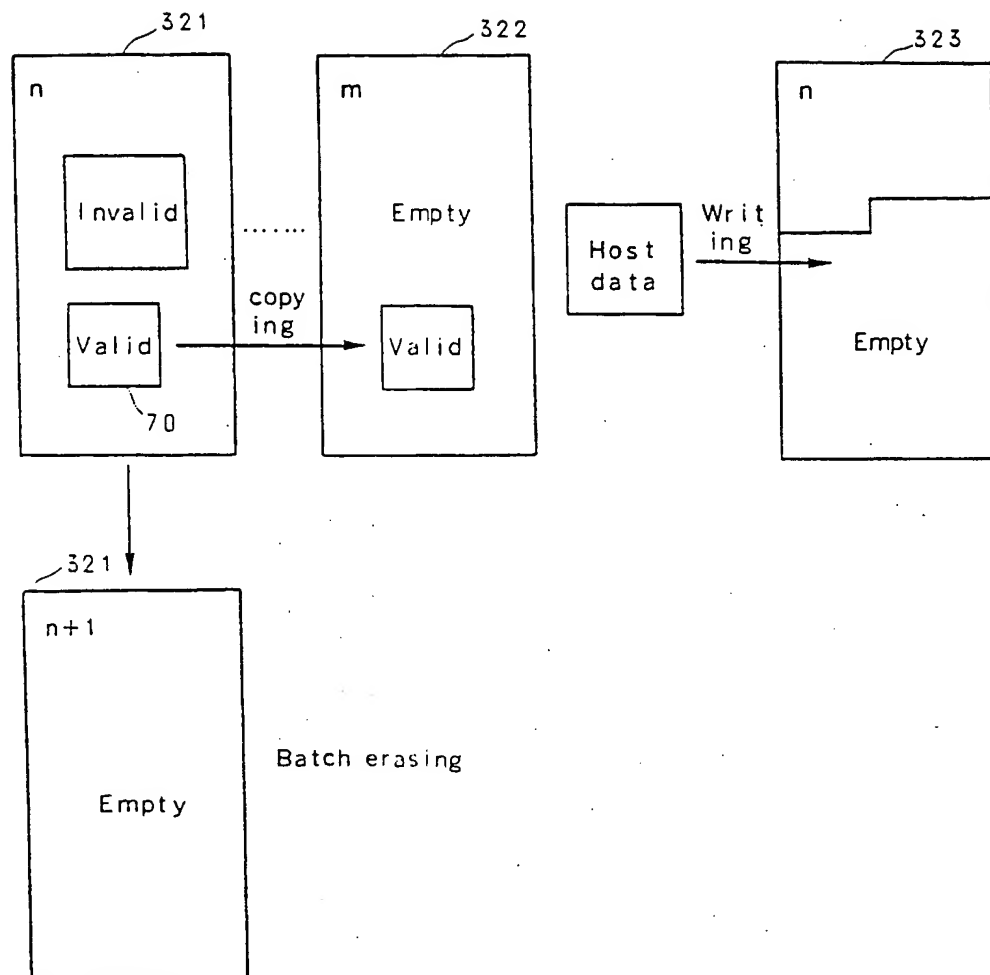 321
322
323
n
m
n
Invalid
.......
Empty
Host
data
Writ
ing
copy
ing
Valid
Valid
Empty
70
321
n+1
Batch erasing
Empty